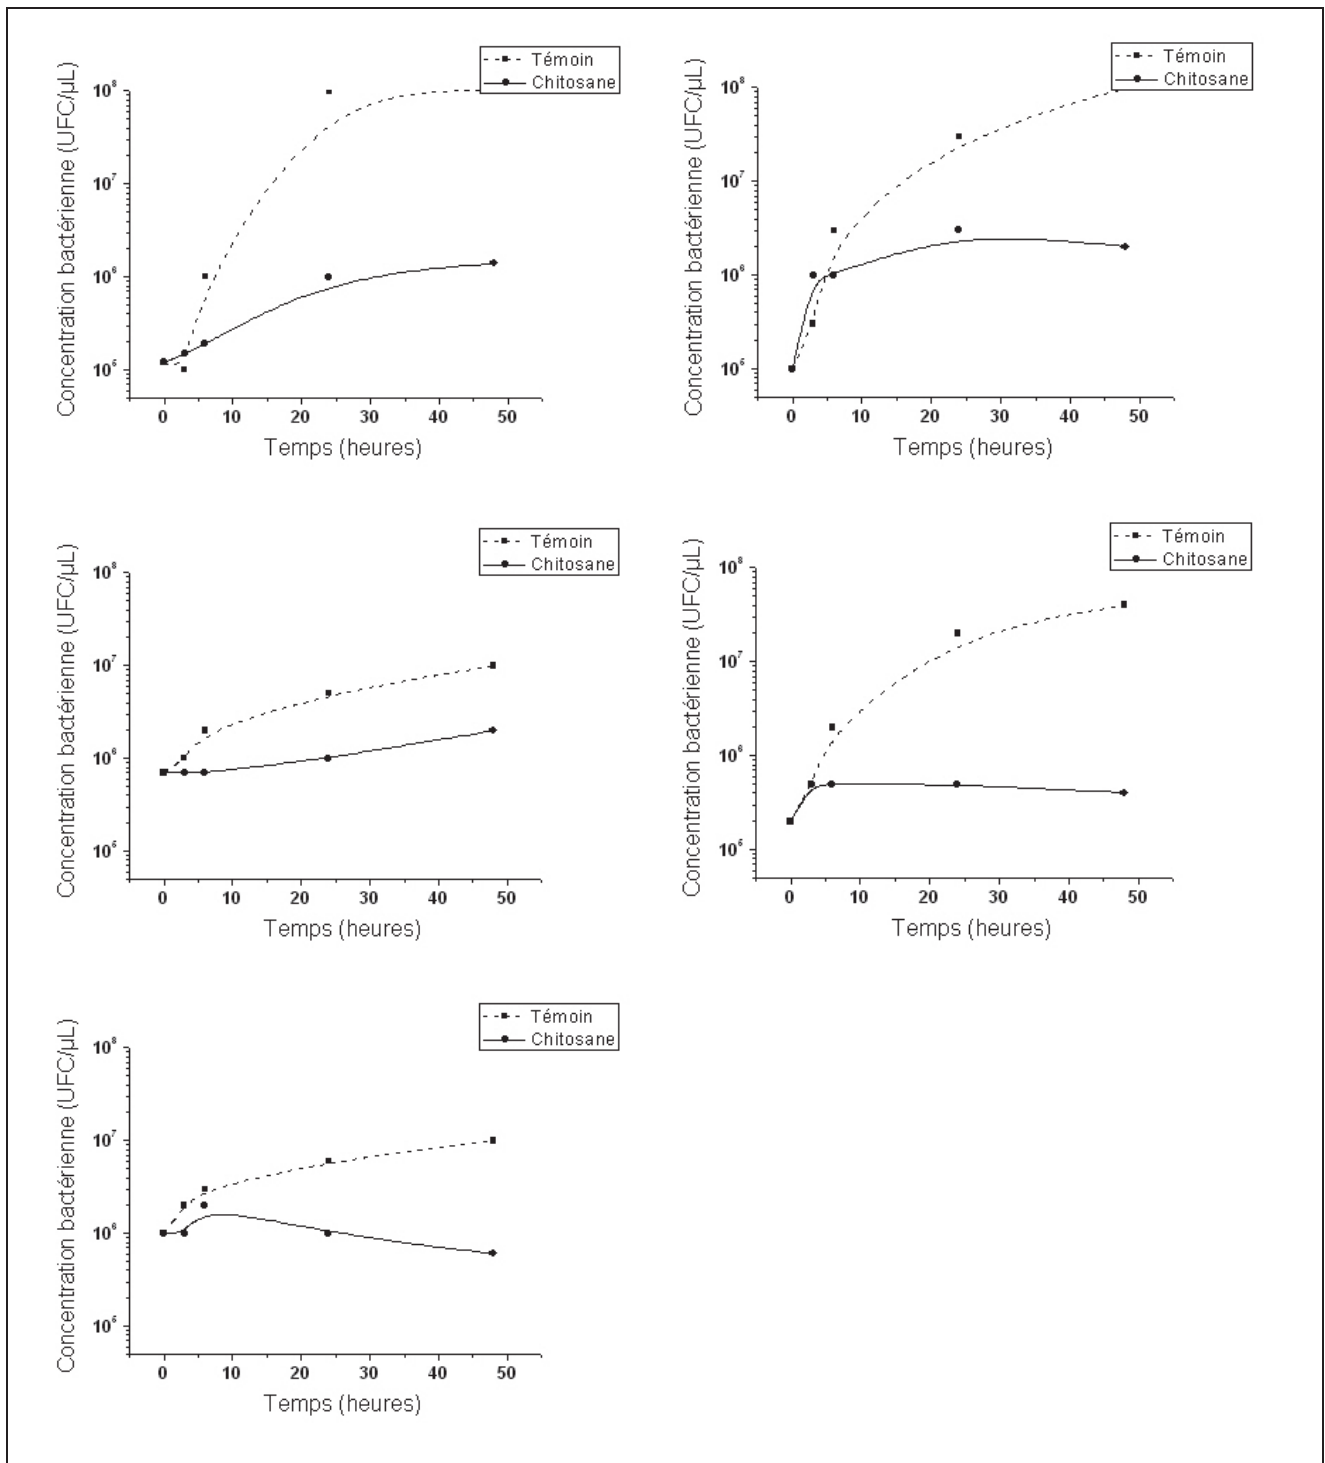 Témoin
Chitosane
Concentration bactérienne (UFC/µL)
10⁸
10⁷
10⁶
10⁵
0 10 20 30 40 50
Temps (heures)
Témoin
Chitosane
Concentration bactérienne (UFC/µL)
10⁸
10⁷
10⁶
10⁵
0 10 20 30 40 50
Temps (heures)
Témoin
Chitosane
Concentration bactérienne (UFC/µL)
10⁸
10⁷
10⁶
10⁵
0 10 20 30 40 50
Temps (heures)
Témoin
Chitosane
Concentration bactérienne (UFC/µL)
10⁸
10⁷
10⁶
10⁵
0 10 20 30 40 50
Temps (heures)
Témoin
Chitosane
Concentration bactérienne (UFC/µL)
10⁸
10⁷
10⁶
10⁵
0 10 20 30 40 50
Temps (heures)